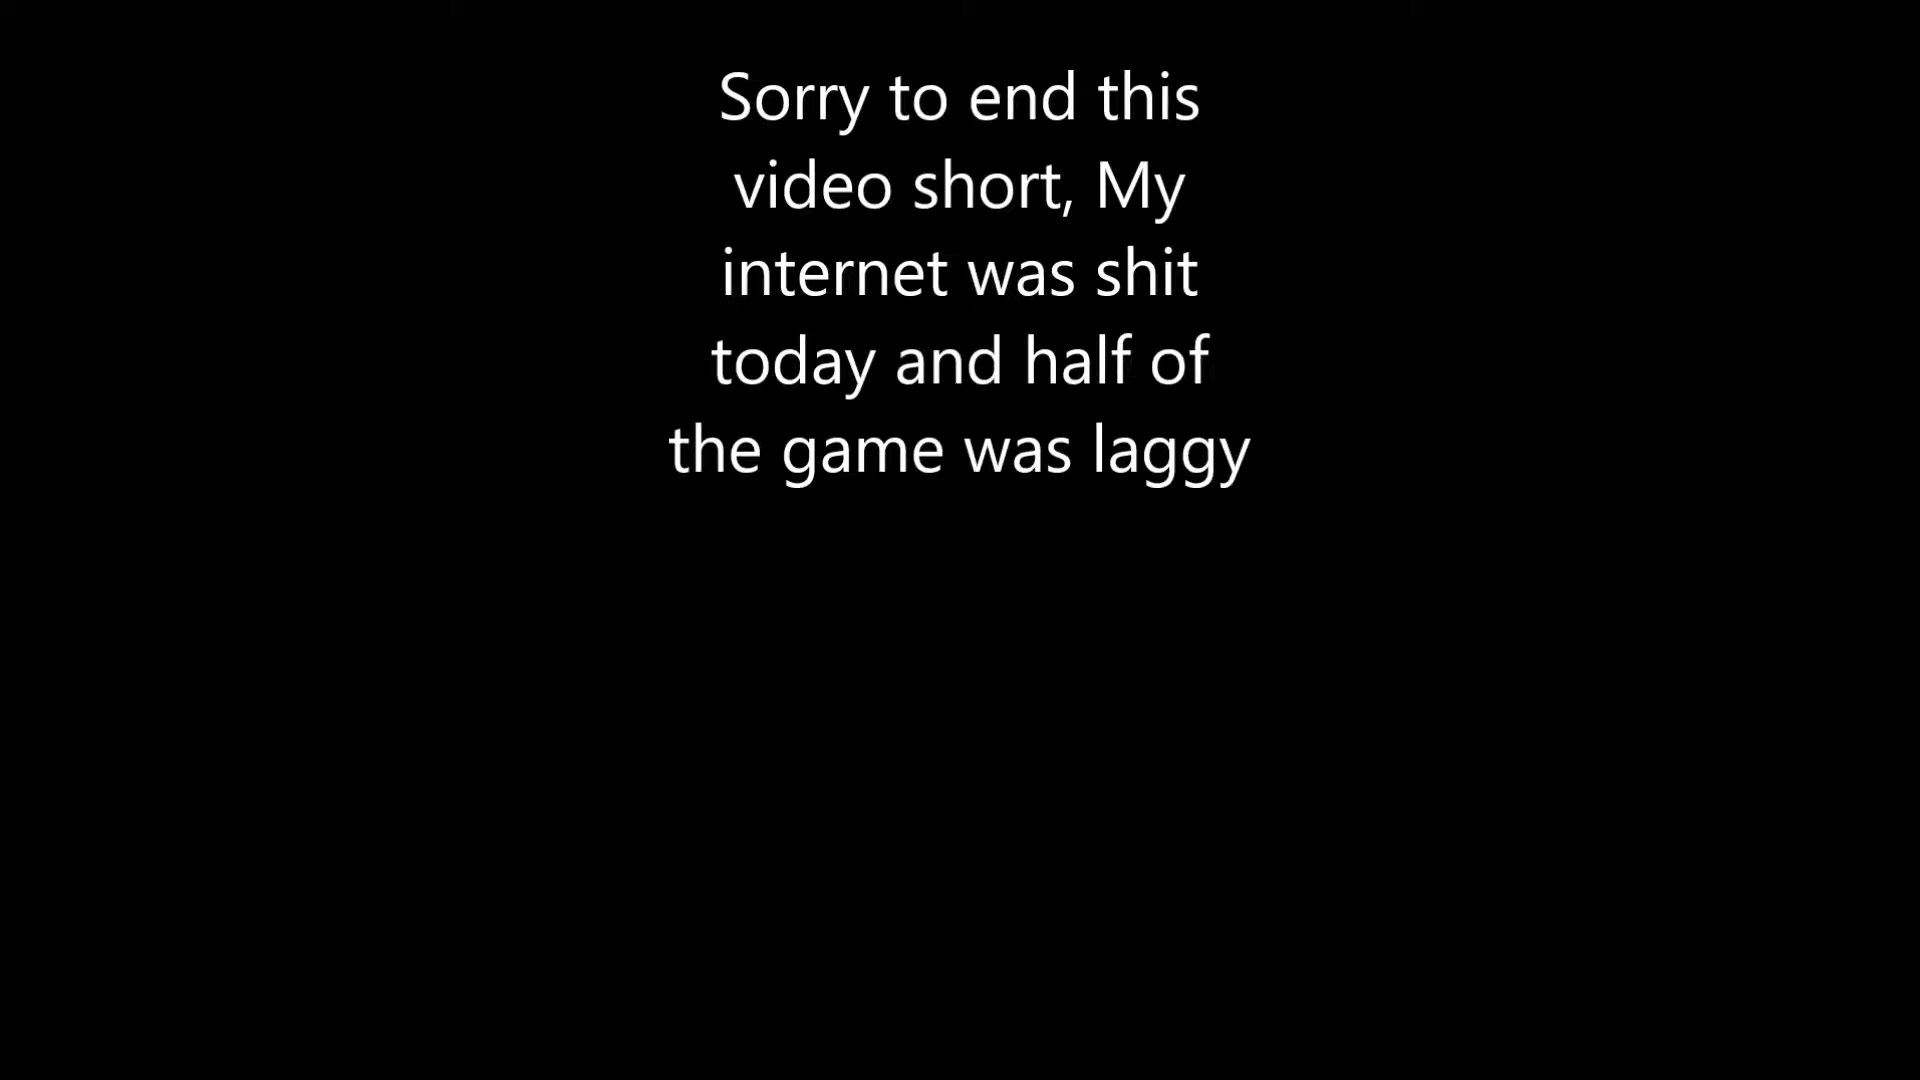 Sorry to end this
video short, My
internet was shit
today and half of
the game was laggy